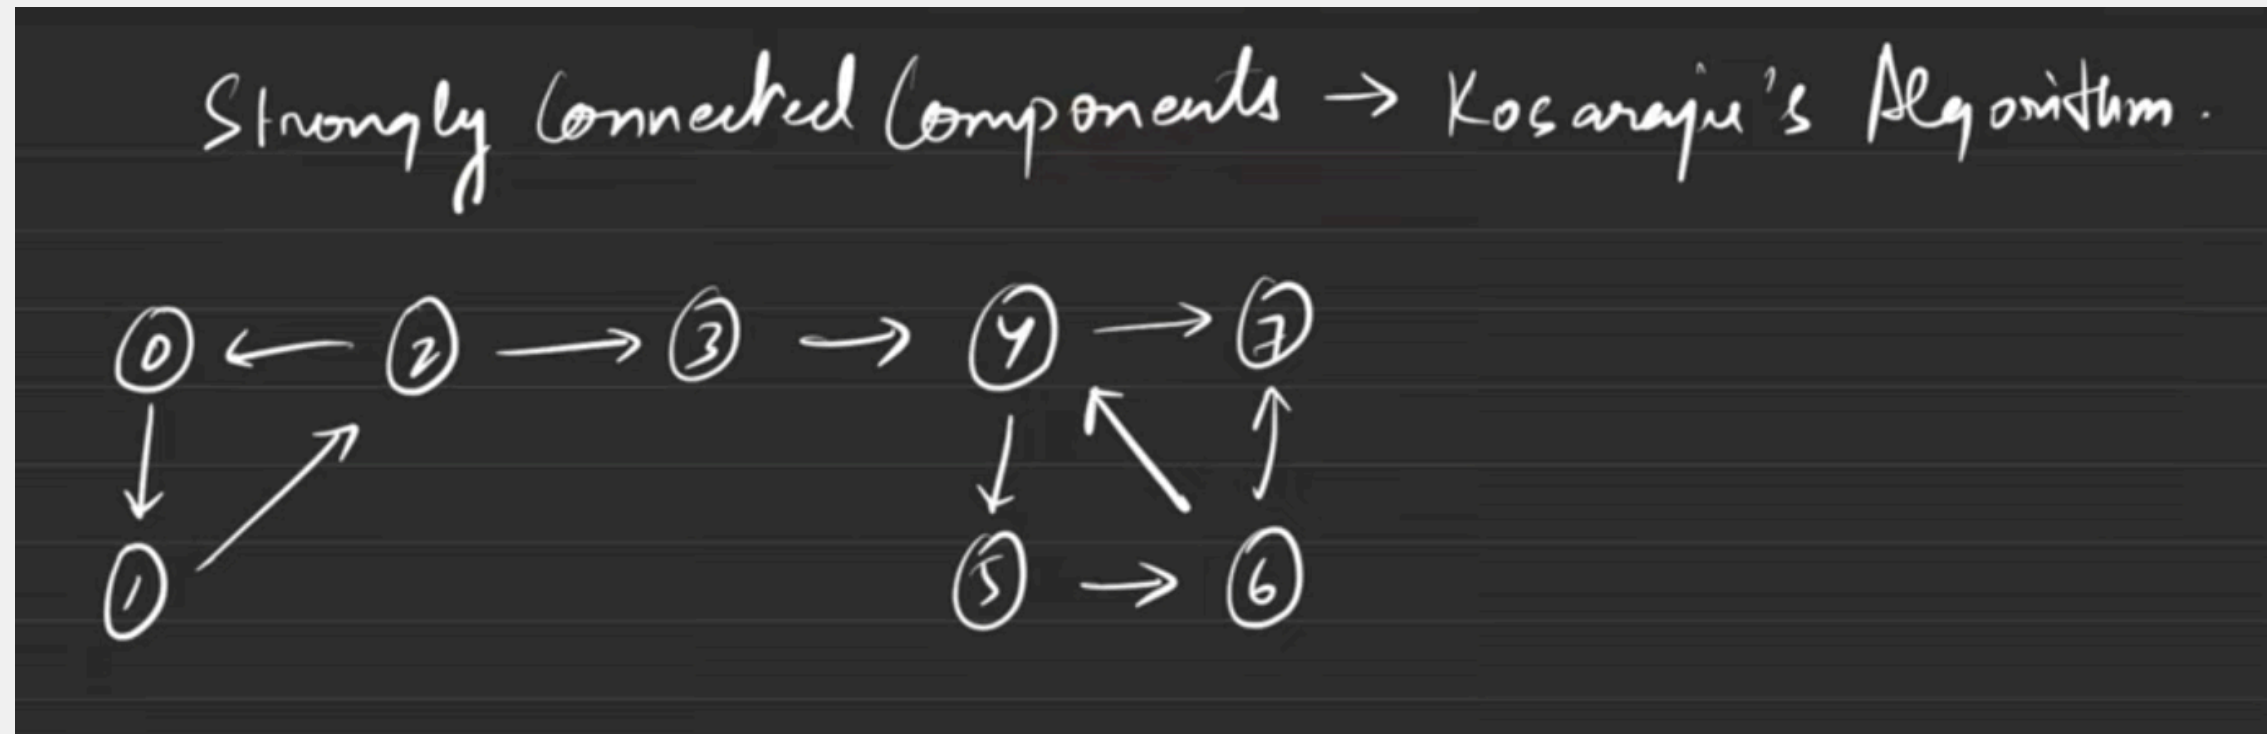 Strongly Connected Components → Kosaraju's Algorithm.
0 ← 2 → 3 → 4 → 7
1 5 → 6